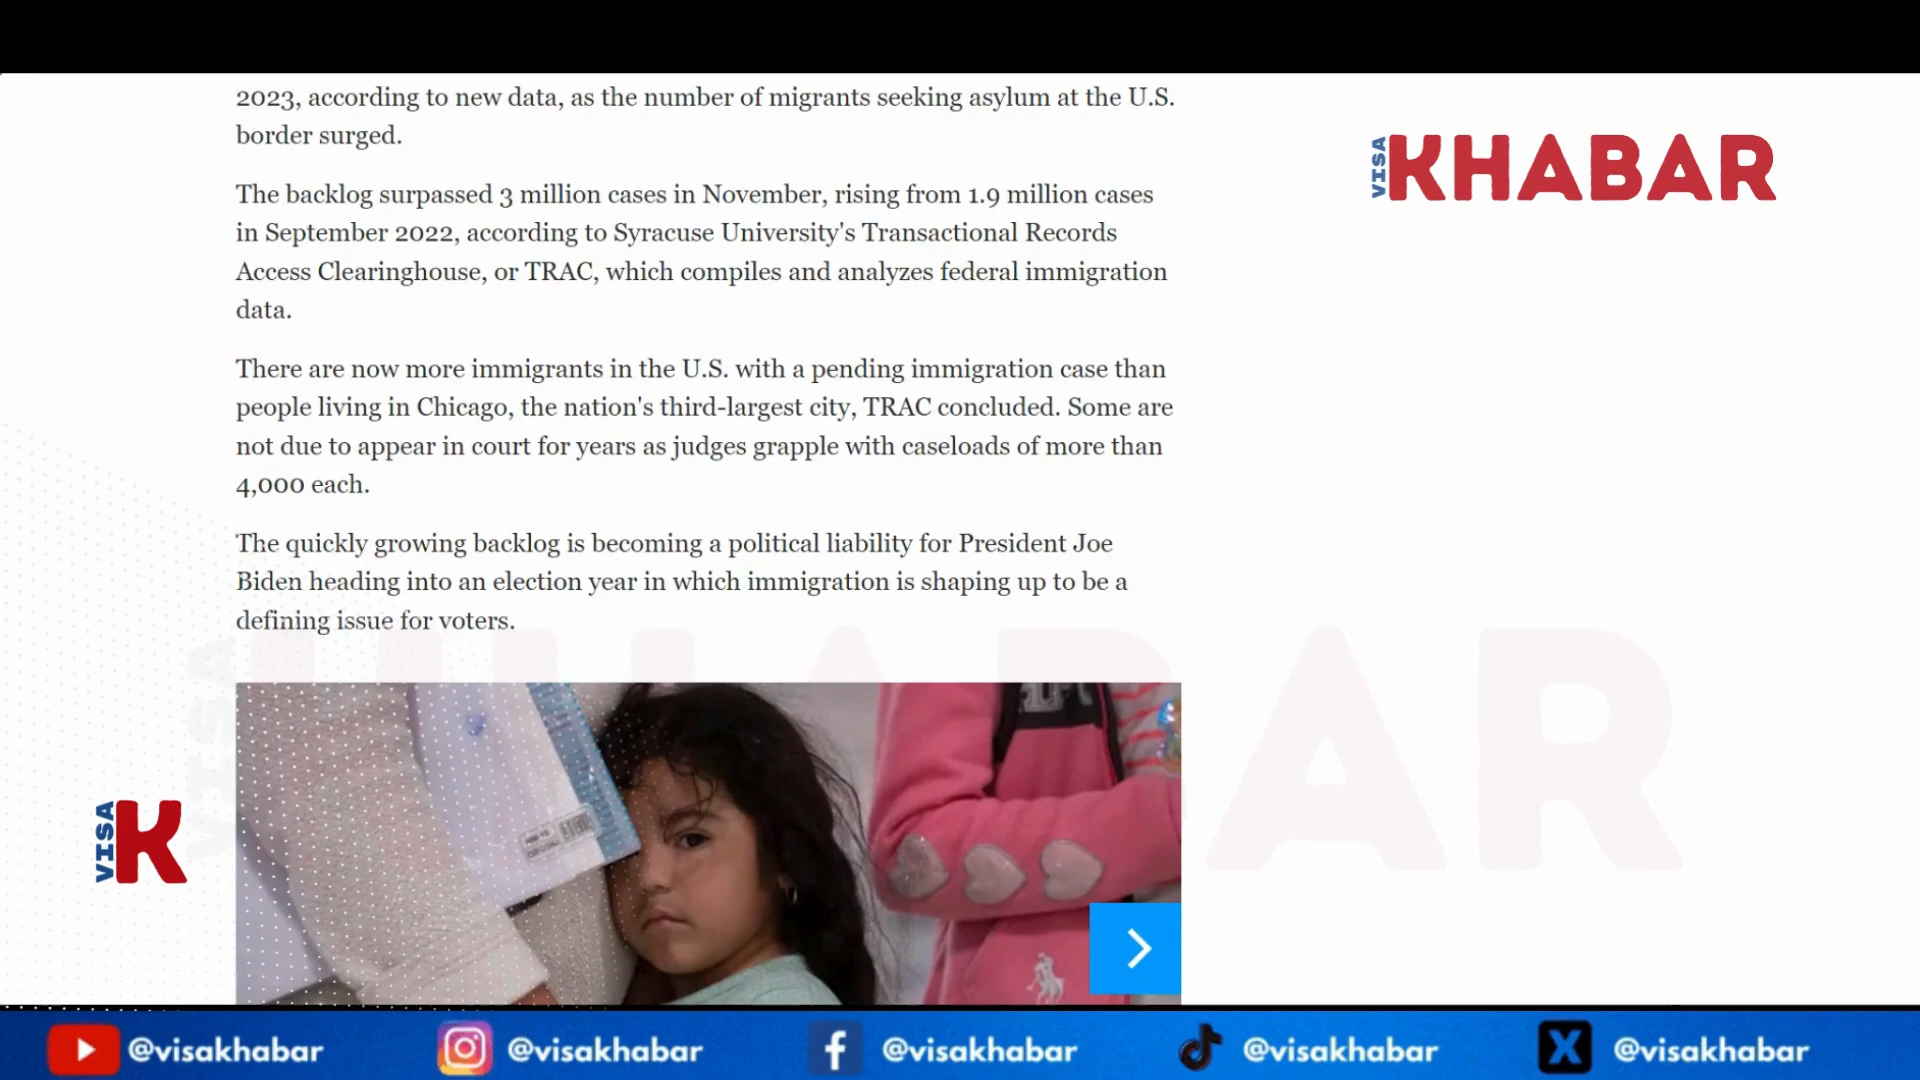 2023, according to new data, as the number of migrants seeking asylum at the U.S.
border surged.
The backlog surpassed 3 million cases in November, rising from 1.9 million cases
in September 2022, according to Syracuse University's Transactional Records
Access Clearinghouse, or TRAC, which compiles and analyzes federal immigration
data.
There are now more immigrants in the U.S. with a pending immigration case than
people living in Chicago, the nation's third-largest city, TRAC concluded. Some are
not due to appear in court for years as judges grapple with caseloads of more than
4,000 each.
The quickly growing backlog is becoming a political liability for President Joe
Biden heading into an election year in which immigration is shaping up to be a
defining issue for voters.
VISA KHABAR
VISA KHABAR
VISA K
@visakhabar
@visakhabar
@visakhabar
@visakhabar
@visakhabar